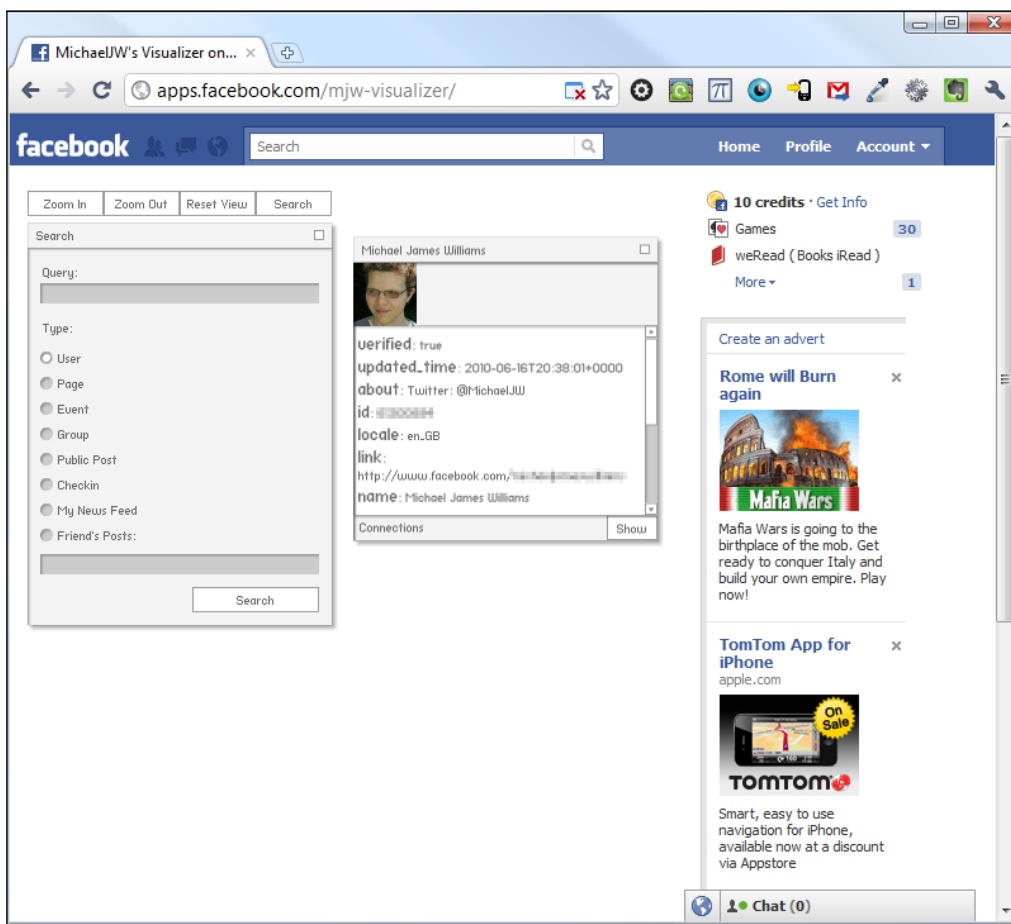 MichaelJW's Visualizer on...
apps.facebook.com/mjw-visualizer/
facebook
Search
Home Profile Account
Zoom In Zoom Out Reset View Search
Search
Query:
Type:
User
Page
Event
Group
Public Post
Checkin
My News Feed
Friend's Posts:
Search
Michael James Williams
verified: true
updated_time: 2010-06-16T20:38:01+0000
about: Twitter: @MichaelJW
id:
locale: en_GB
link:
http://www.facebook.com/
name: Michael James Williams
Connections Show
10 credits · Get Info
Games 30
weRead ( Books iRead )
More 1
Create an advert
Rome will Burn
again
Mafia Wars
Mafia Wars is going to the
birthplace of the mob. Get
ready to conquer Italy and
build your own empire. Play
now!
TomTom App for
iPhone
apple.com
On
Sale
TOMTOM
Smart, easy to use
navigation for iPhone,
available now at a discount
via Appstore
Chat (0)